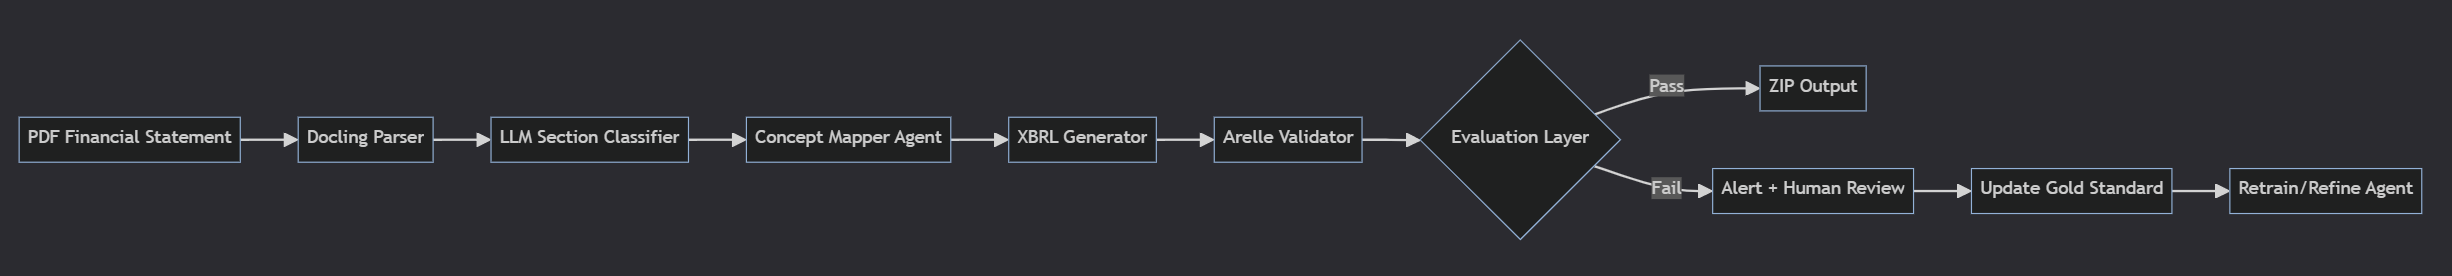 PDF Financial Statement
Docling Parser
LLM Section Classifier
Concept Mapper Agent
XBRL Generator
Arelle Validator
Evaluation Layer
Pass
ZIP Output
Fail
Alert + Human Review
Update Gold Standard
Retrain/Refine Agent